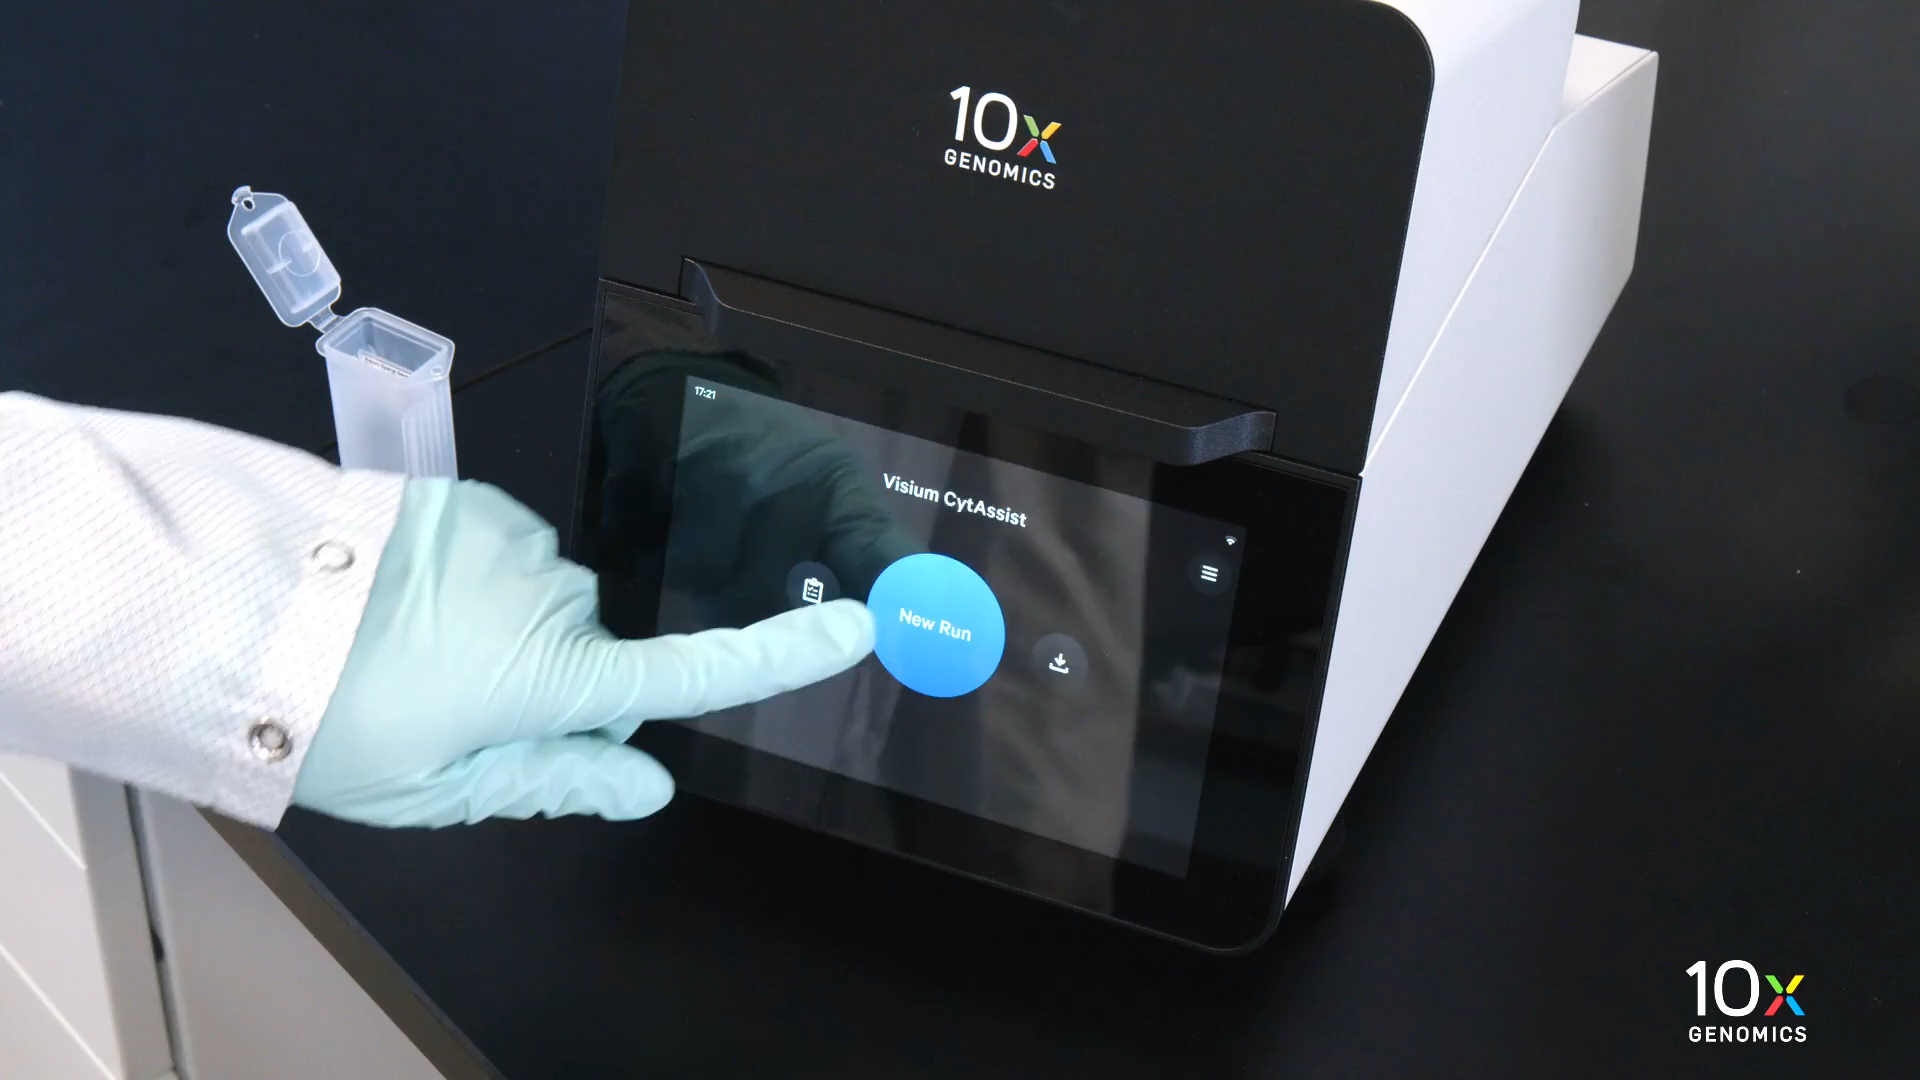 10x
GENOMICS
17:21
Visium CytAssist
New Run
10x
GENOMICS